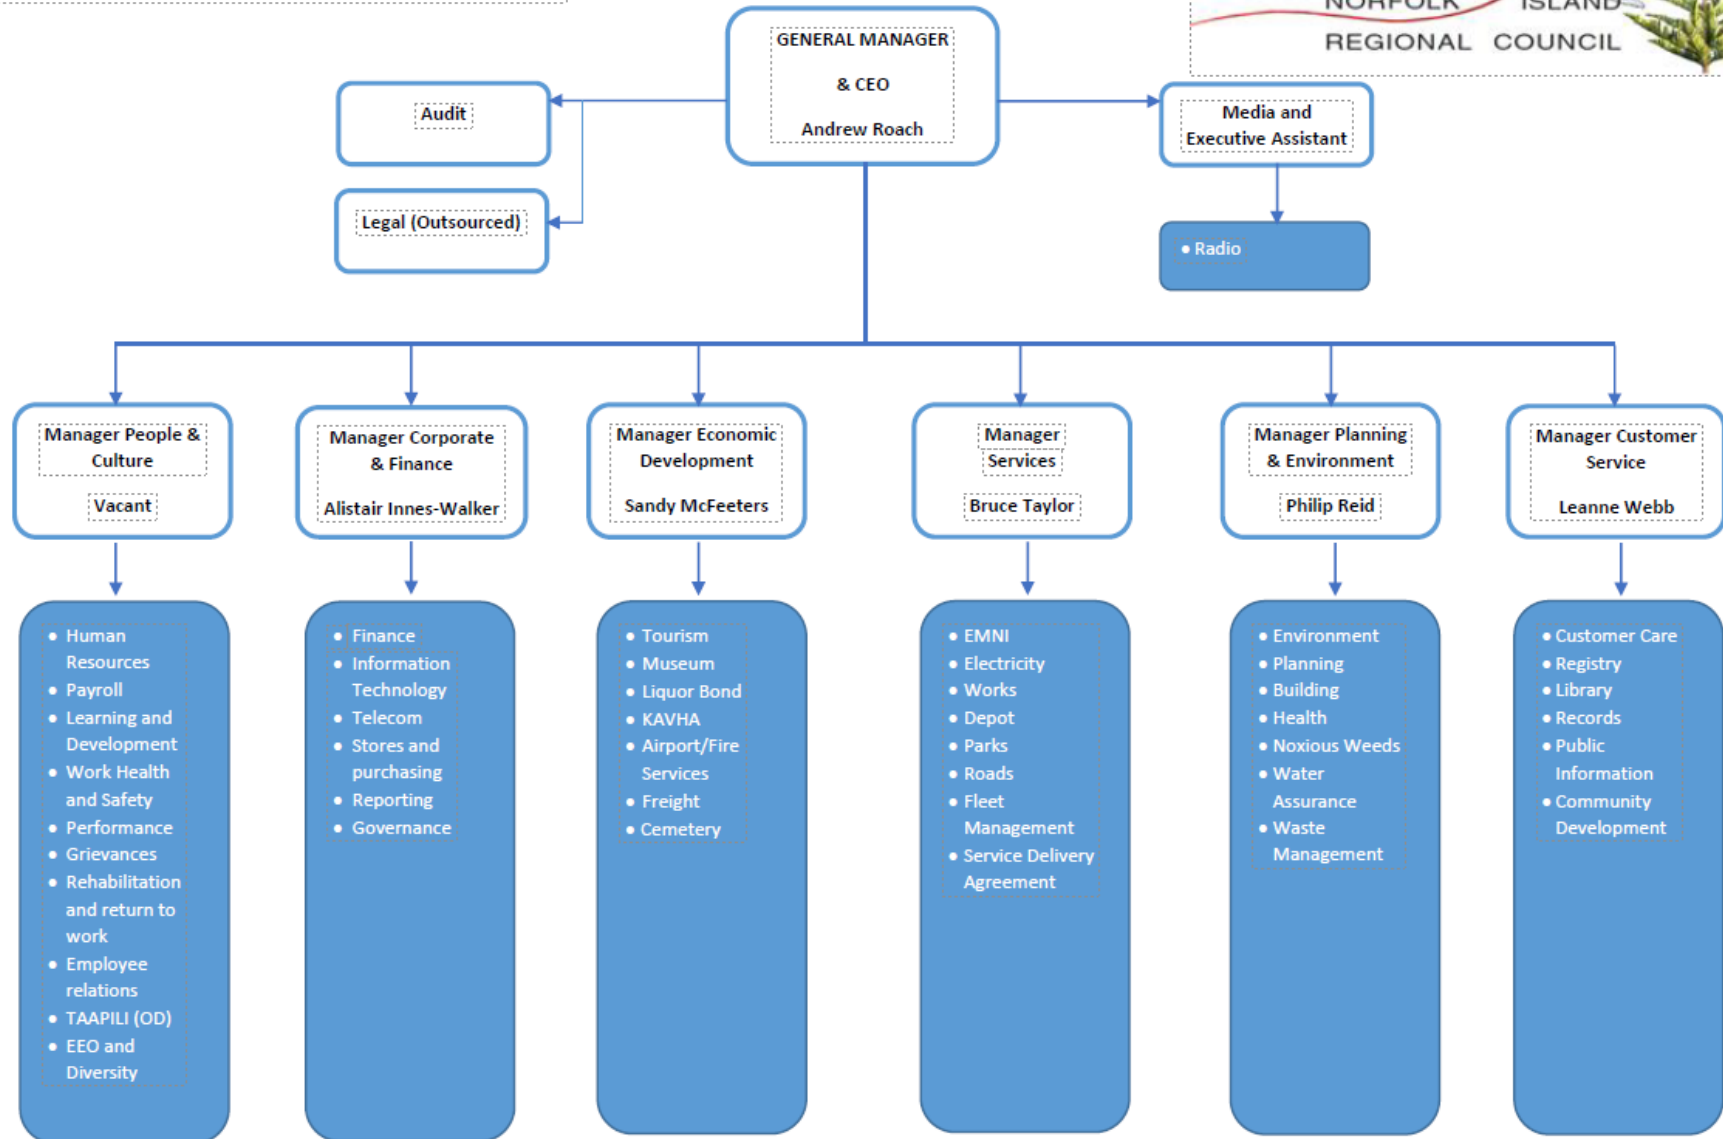 NORFOLK ISLAND
REGIONAL COUNCIL
GENERAL MANAGER
& CEO
Andrew Roach
Audit
Legal (Outsourced)
Media and
Executive Assistant
● Radio
Manager People &
Culture
Vacant
Manager Corporate
& Finance
Alistair Innes-Walker
Manager Economic
Development
Sandy McFeeters
Manager
Services
Bruce Taylor
Manager Planning
& Environment
Philip Reid
Manager Customer
Service
Leanne Webb
● Human
Resources
● Payroll
● Learning and
Development
● Work Health
and Safety
● Performance
● Grievances
● Rehabilitation
and return to
work
● Employee
relations
● TAAPILI (OD)
● EEO and
Diversity
● Finance
● Information
Technology
● Telecom
● Stores and
purchasing
● Reporting
● Governance
● Tourism
● Museum
● Liquor Bond
● KAVHA
● Airport/Fire
Services
● Freight
● Cemetery
● EMNI
● Electricity
● Works
● Depot
● Parks
● Roads
● Fleet
Management
● Service Delivery
Agreement
● Environment
● Planning
● Building
● Health
● Noxious Weeds
● Water
Assurance
● Waste
Management
● Customer Care
● Registry
● Library
● Records
● Public
Information
● Community
Development